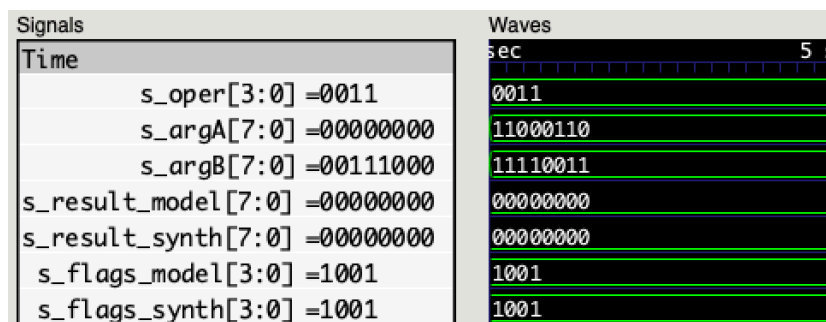 Signals
Waves
Time
sec 5 s
s_oper[3:0] =0011
0011
s_argA[7:0] =00000000
11000110
s_argB[7:0] =00111000
11110011
s_result_model[7:0] =00000000
00000000
s_result_synth[7:0] =00000000
00000000
s_flags_model[3:0] =1001
1001
s_flags_synth[3:0] =1001
1001